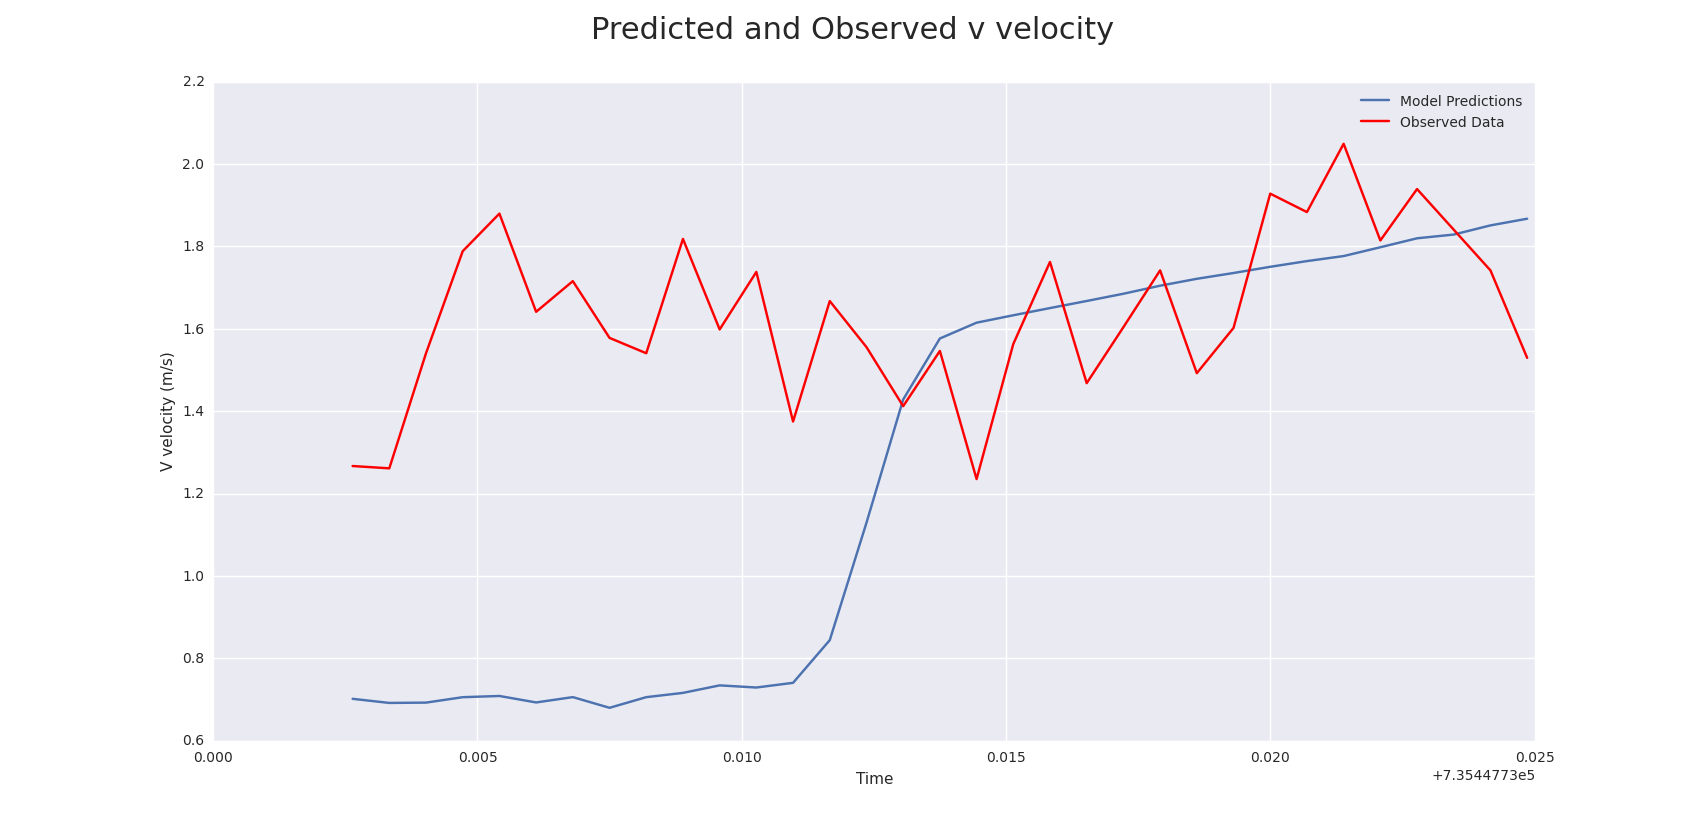 Predicted and Observed v velocity
Model Predictions
Observed Data
V velocity (m/s)
2.2
2.0
1.8
1.6
1.4
1.2
1.0
0.8
0.6
0.000 0.005 0.010 0.015 0.020 0.025
Time
+7.3544773e5